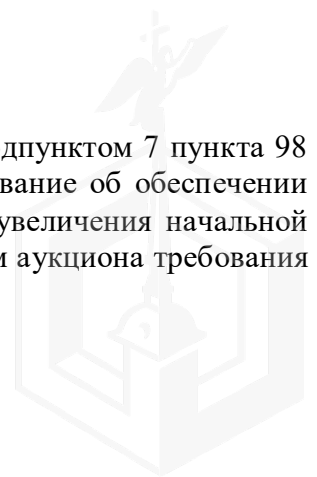 дпунктом 7 пункта 98
вание об обеспечении
увеличения начальной
м аукциона требования